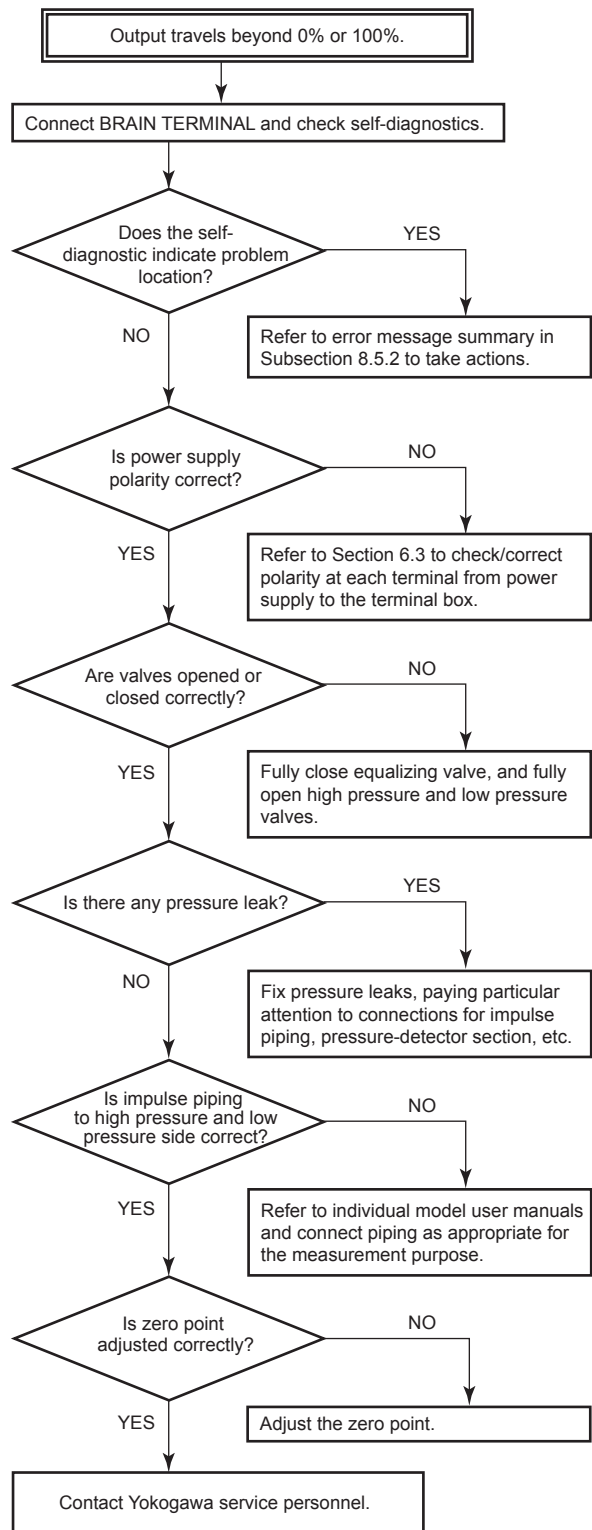 Output travels beyond 0% or 100%.
Connect BRAIN TERMINAL and check self-diagnostics.
Does the self-
diagnostic indicate problem
location?
YES
NO
Refer to error message summary in
Subsection 8.5.2 to take actions.
Is power supply
polarity correct?
NO
YES
Refer to Section 6.3 to check/correct
polarity at each terminal from power
supply to the terminal box.
Are valves opened or
closed correctly?
NO
YES
Fully close equalizing valve, and fully
open high pressure and low pressure
valves.
Is there any pressure leak?
YES
NO
Fix pressure leaks, paying particular
attention to connections for impulse
piping, pressure-detector section, etc.
Is impulse piping
to high pressure and low
pressure side correct?
NO
YES
Refer to individual model user manuals
and connect piping as appropriate for
the measurement purpose.
Is zero point
adjusted correctly?
NO
YES
Adjust the zero point.
Contact Yokogawa service personnel.